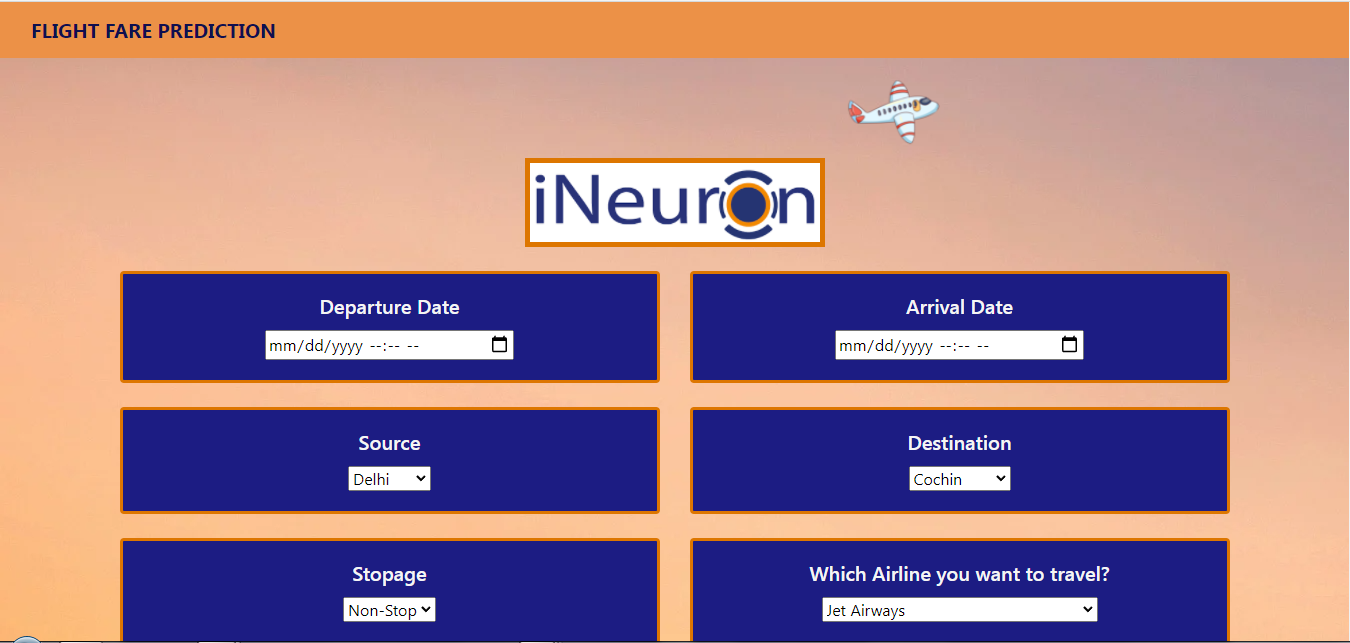 FLIGHT FARE PREDICTION
iNeuron
Departure Date
mm/dd/yyyy --:-- --
Arrival Date
mm/dd/yyyy --:-- --
Source
Delhi
Destination
Cochin
Stopage
Non-Stop
Which Airline you want to travel?
Jet Airways